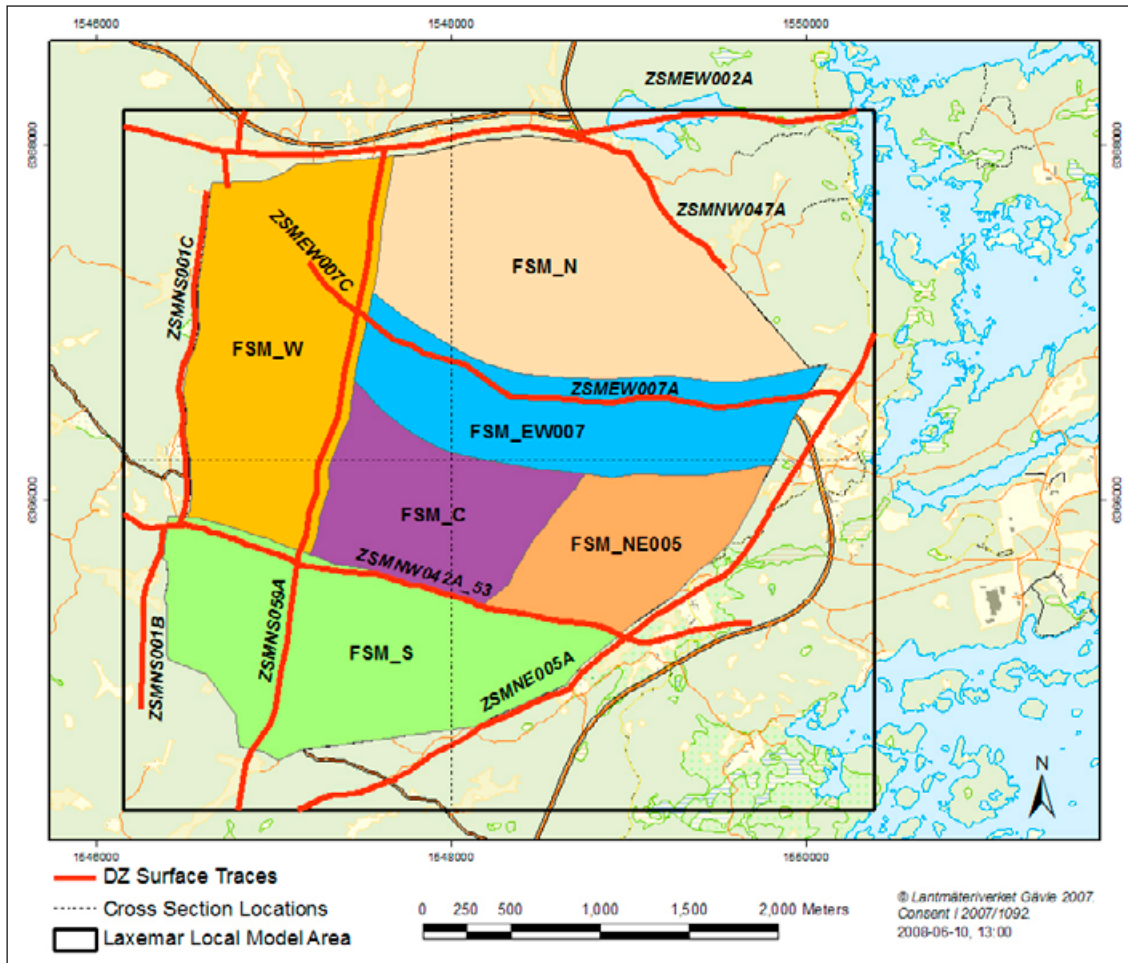 1546000 1548000 1550000
ZSMEW002A
6368000 6368000
ZSMNW047A
ZSMEW007C
ZSMNS001C
FSM_N
FSM_W
ZSMEW007A
FSM_EW007
6366000 6366000
FSM_C
FSM_NE005
ZSMNW042A_53
ZSMNS059A
ZSMNS001B
FSM_S
ZSMNE005A
N
1546000 1548000 1550000
DZ Surface Traces
Cross Section Locations
Laxemar Local Model Area
0 250 500 1,000 1,500 2,000 Meters
© Lantmäteriverket Gävle 2007.
Consent I 2007/1092.
2008-06-10, 13:00